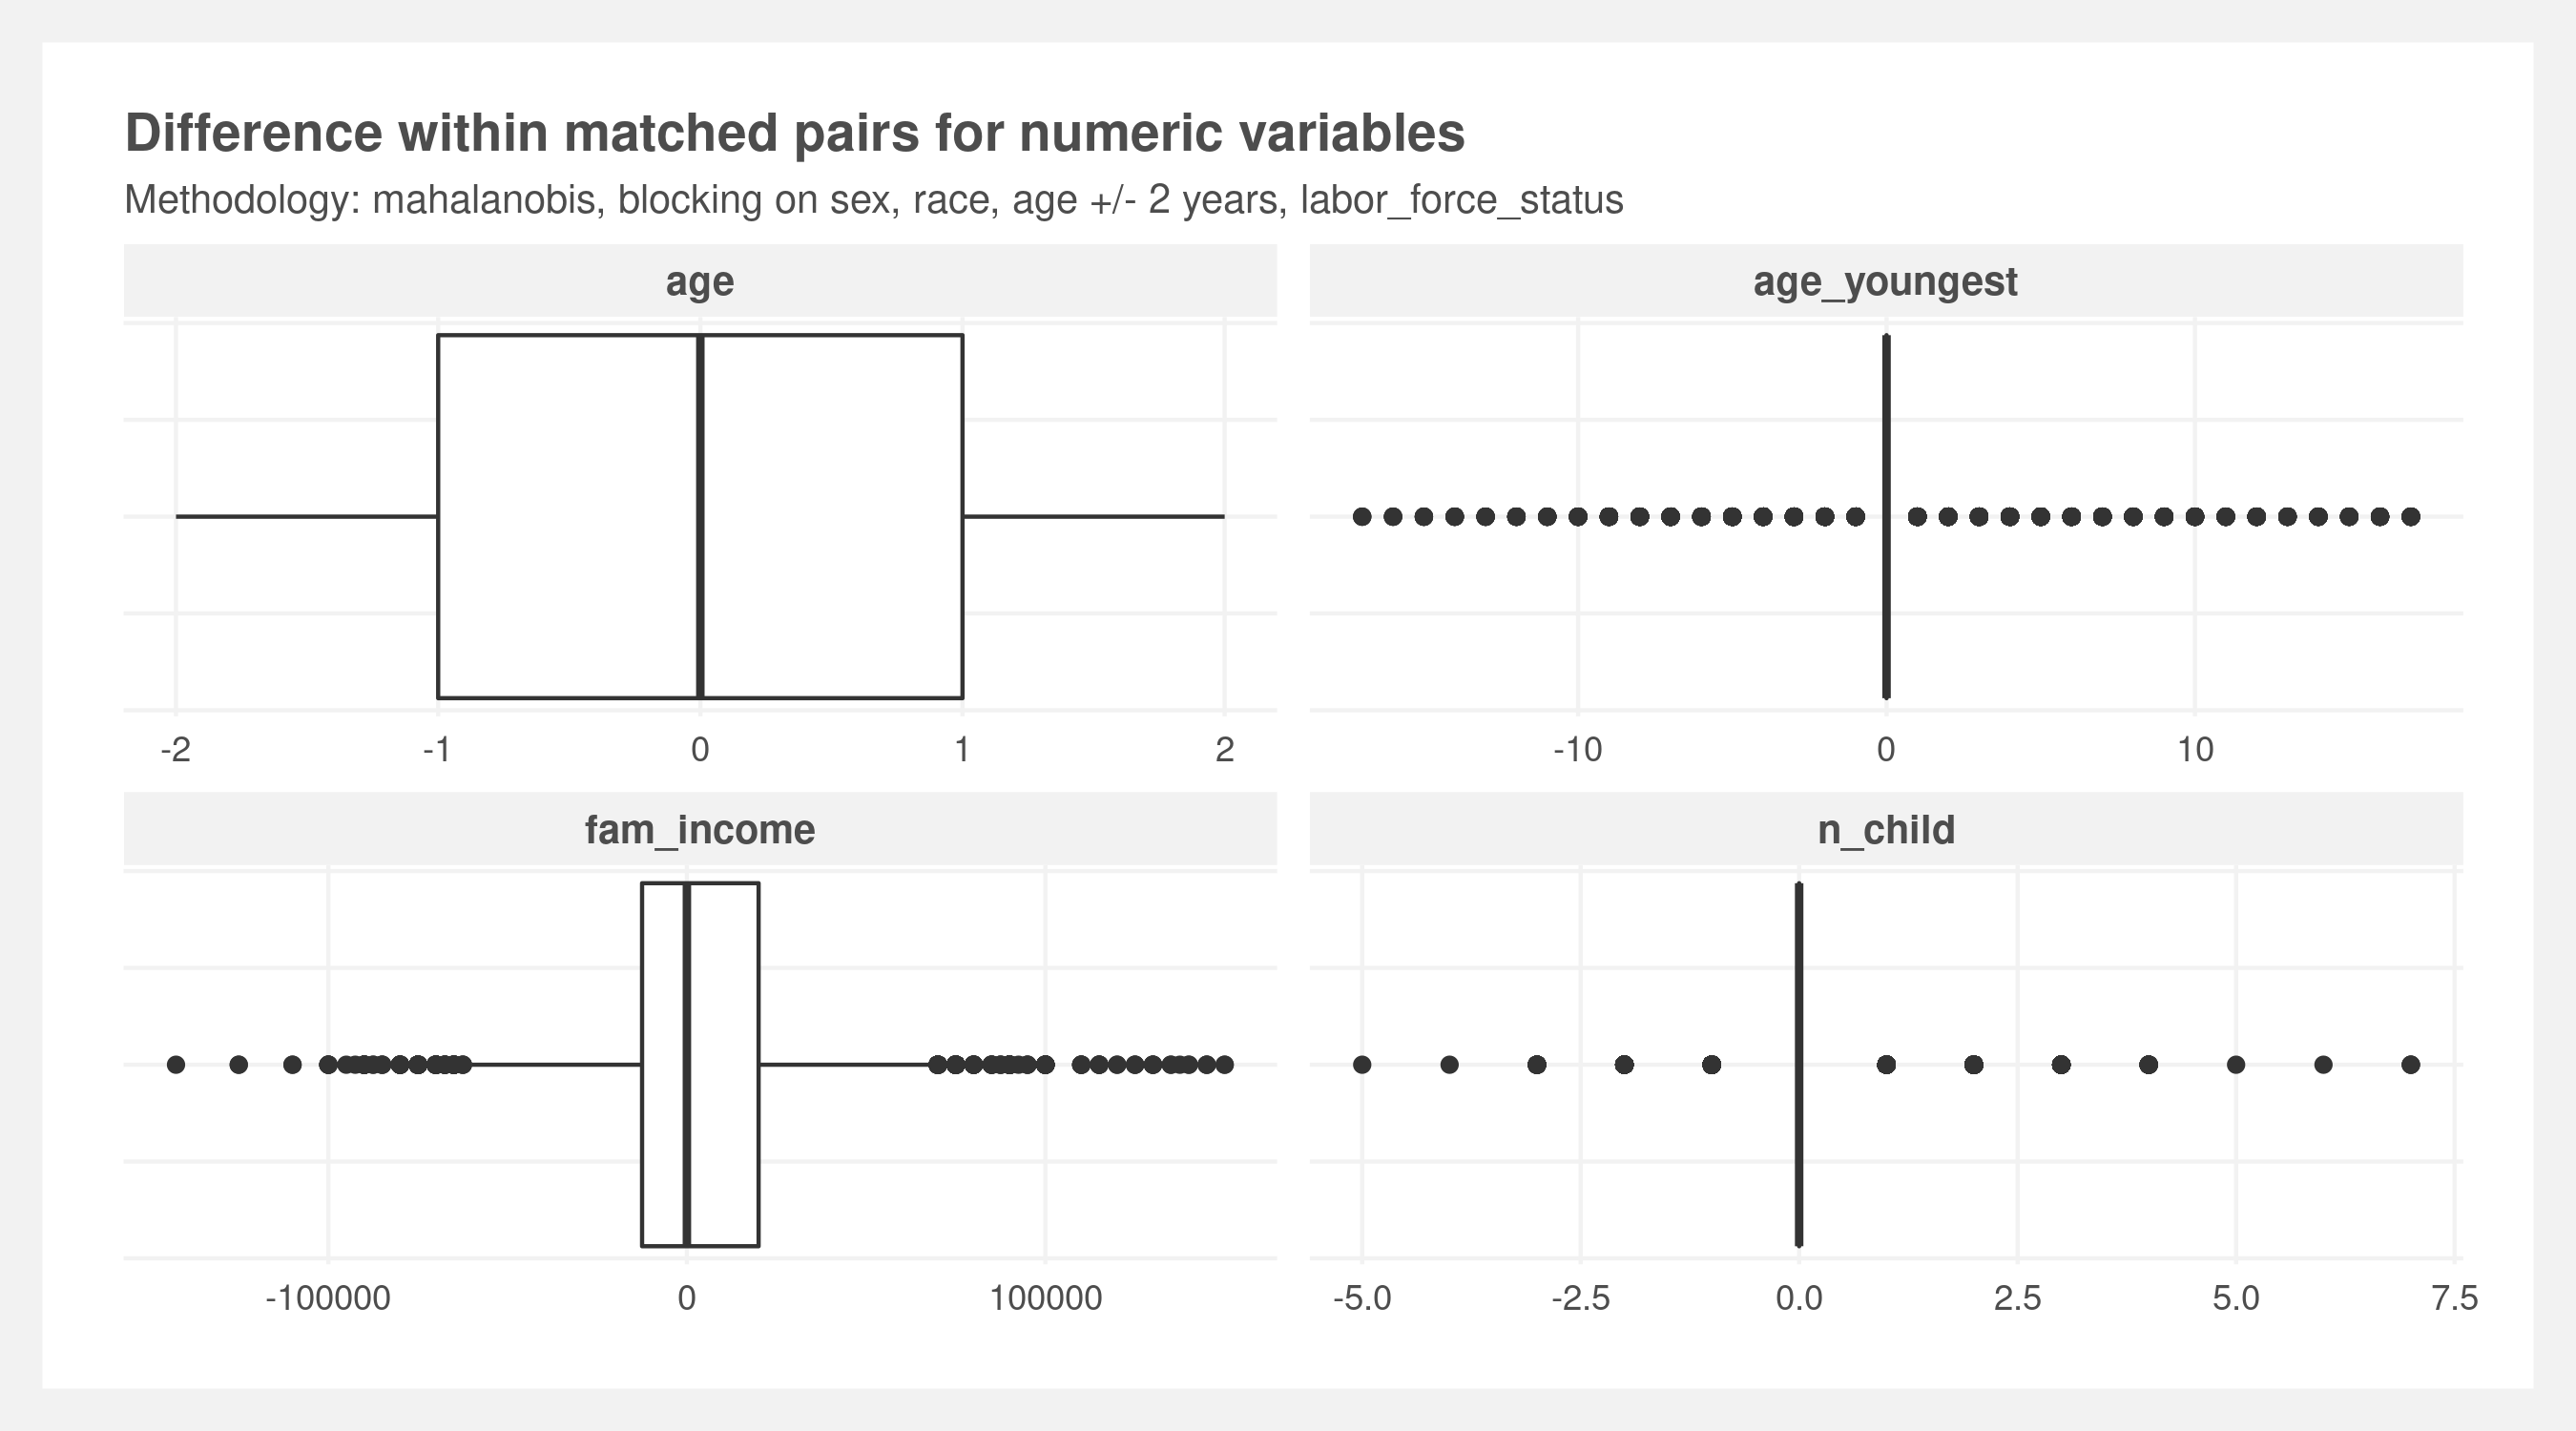 Difference within matched pairs for numeric variables
Methodology: mahalanobis, blocking on sex, race, age +/- 2 years, labor_force_status
age
age_youngest
-2 -1 0 1 2
-10 0 10
fam_income
n_child
-100000 0 100000
-5.0 -2.5 0.0 2.5 5.0 7.5